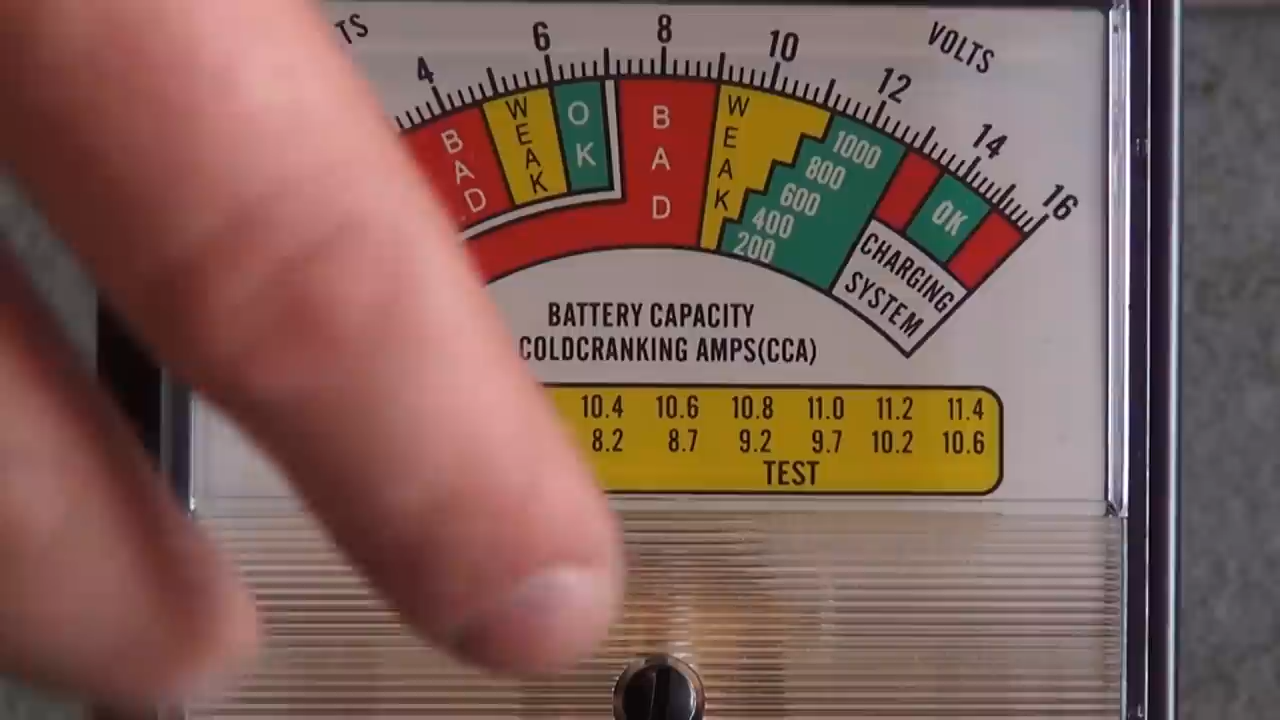 4 6 8 10 12 14 16
VOLTS
BAD WEAK OK BAD WEAK
1000
800
600
400
200
OK
CHARGING
SYSTEM
BATTERY CAPACITY
COLDCRANKING AMPS(CCA)
10.4 10.6 10.8 11.0 11.2 11.4
8.2 8.7 9.2 9.7 10.2 10.6
TEST